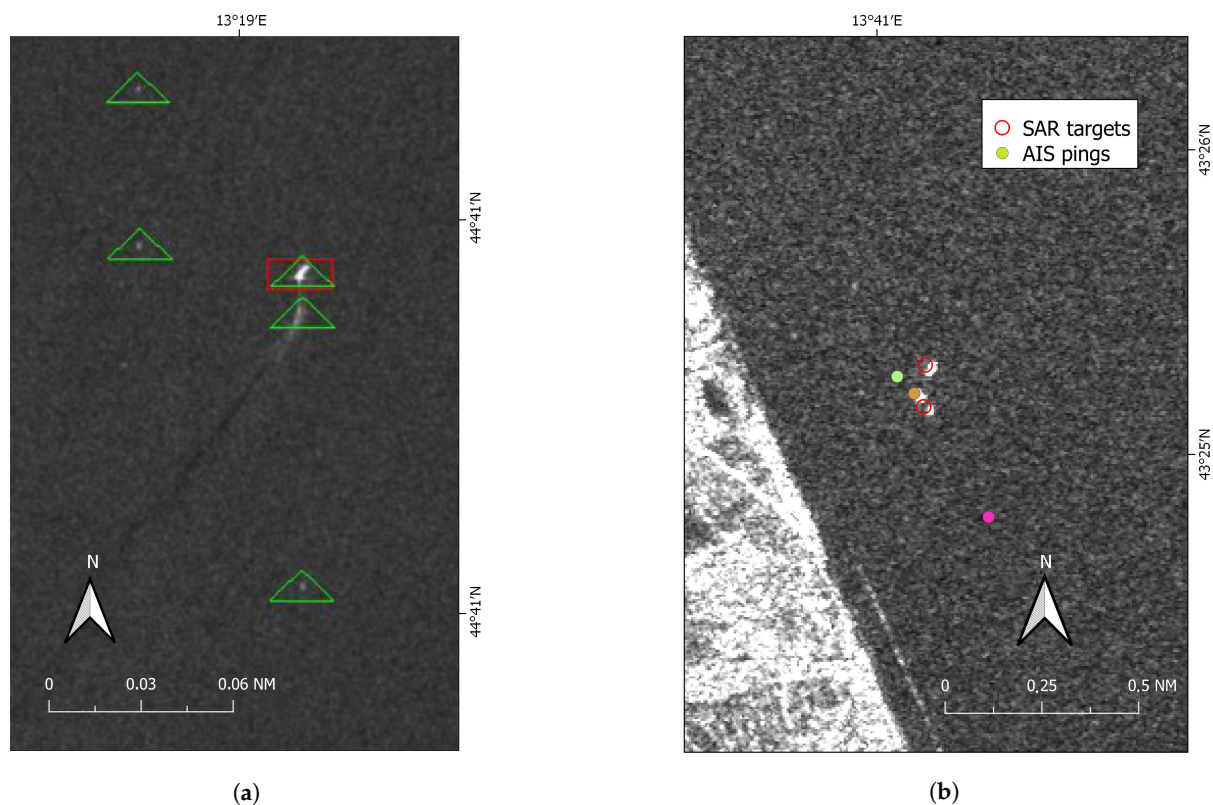 13°19'E
44°41'N
44°41'N
N
0 0.03 0.06 NM
(a)
13°41'E
SAR targets
AIS pings
43°26'N
43°25'N
N
0 0,25 0,5 NM
(b)